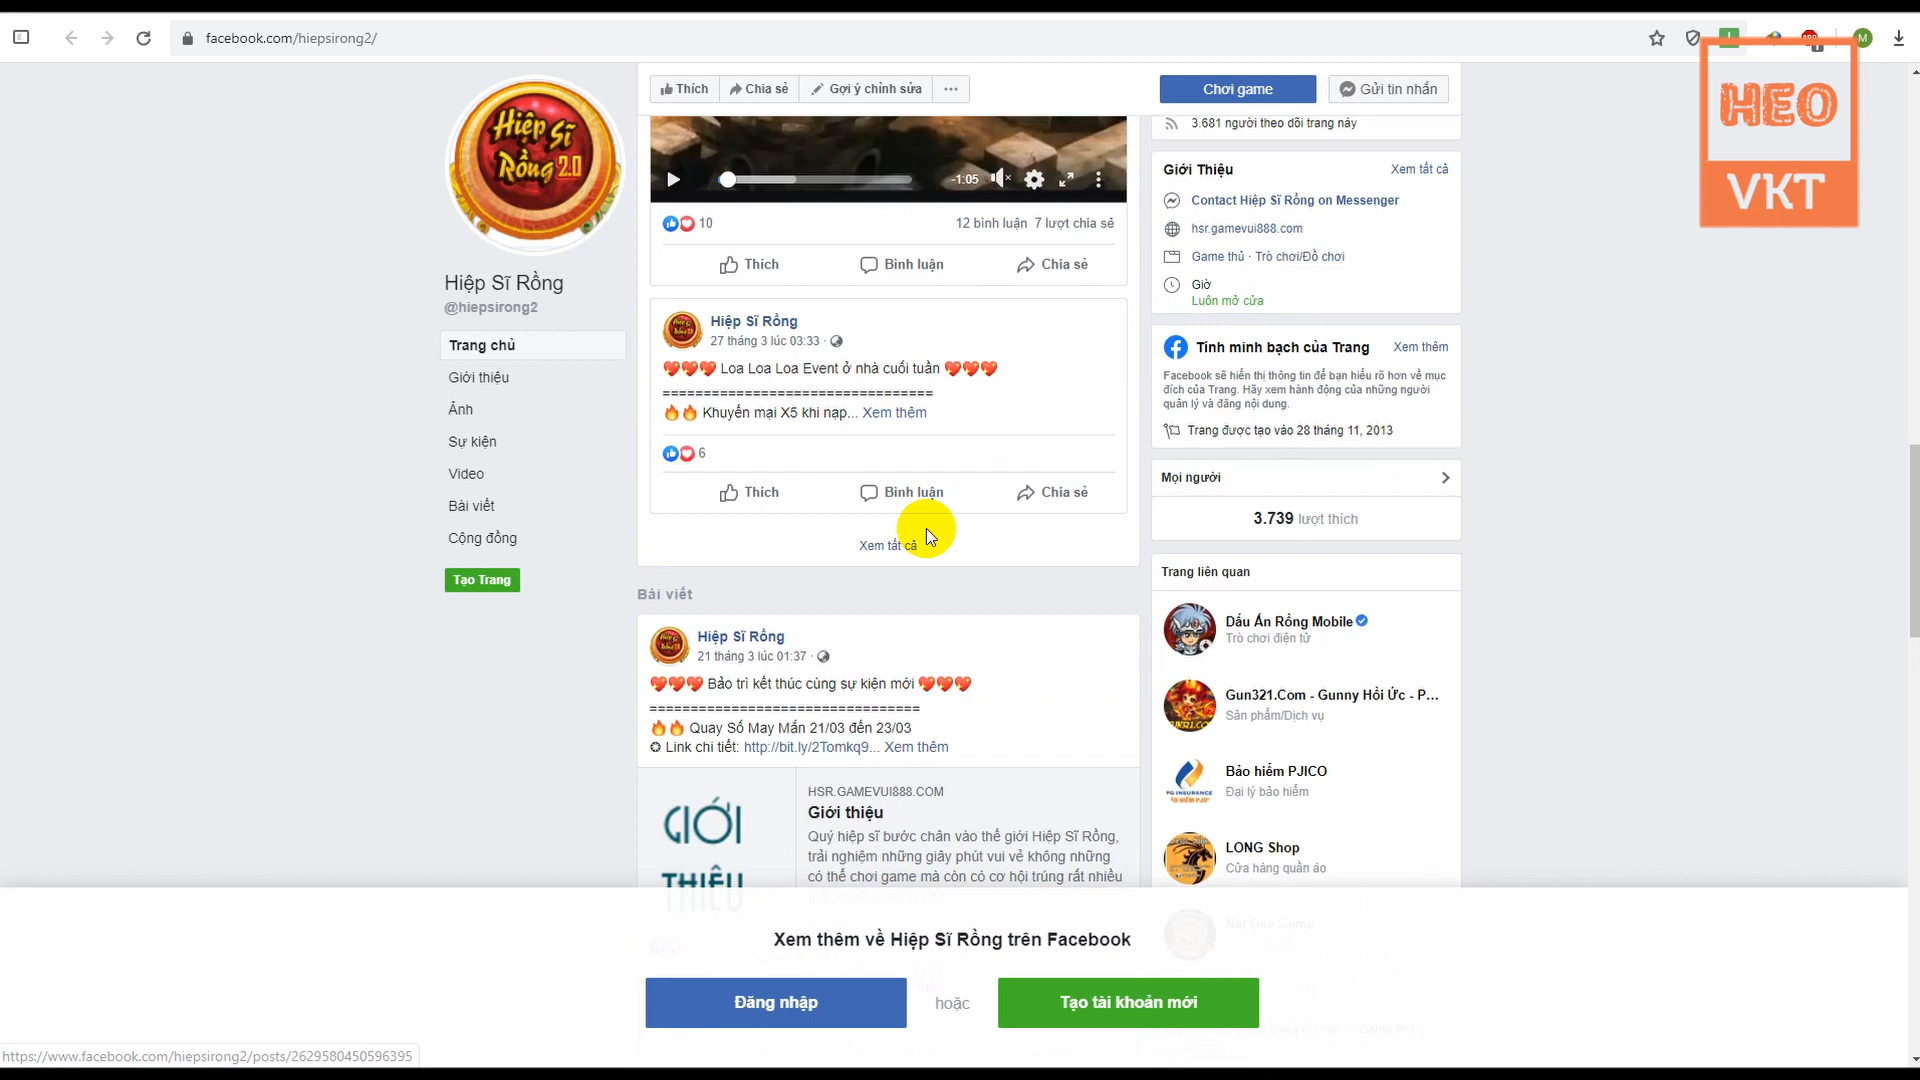 facebook.com/hiepsirong2/
M
HEO
VKT
Hiệp Sĩ
Rồng 2.0
Hiệp Sĩ Rồng
@hiepsirong2
Trang chủ
Giới thiệu
Ảnh
Sự kiện
Video
Bài viết
Cộng đồng
Tạo Trang
Thích
Chia sẻ
Gợi ý chỉnh sửa
Chơi game
Gửi tin nhắn
-1:05
10
12 bình luận 7 lượt chia sẻ
Thích
Bình luận
Chia sẻ
Hiệp Sĩ Rồng
27 tháng 3 lúc 03:33 ·
💖💖💖 Loa Loa Loa Event ở nhà cuối tuần 💖💖💖
=================================
🔥🔥 Khuyến mại X5 khi nạp... Xem thêm
6
Thích
Bình luận
Chia sẻ
Xem tất cả
Bài viết
Hiệp Sĩ Rồng
21 tháng 3 lúc 01:37 ·
💖💖💖 Bảo trì kết thúc cùng sự kiện mới 💖💖💖
=================================
🔥🔥 Quay Số May Mắn 21/03 đến 23/03
✪ Link chi tiết: http://bit.ly/2Tomkq9... Xem thêm
GIỚI
THIỆU
HSR.GAMEVUI888.COM
Giới thiệu
Quý hiệp sĩ bước chân vào thế giới Hiệp Sĩ Rồng,
trải nghiệm những giây phút vui vẻ không những
có thể chơi game mà còn có cơ hội trúng rất nhiều
3.681 người theo dõi trang này
Giới Thiệu
Xem tất cả
Contact Hiệp Sĩ Rồng on Messenger
hsr.gamevui888.com
Game thủ · Trò chơi/Đồ chơi
Giờ
Luôn mở cửa
Tính minh bạch của Trang
Xem thêm
Facebook sẽ hiển thị thông tin để bạn hiểu rõ hơn về mục
đích của Trang. Hãy xem hành động của những người
quản lý và đăng nội dung.
Trang được tạo vào 28 tháng 11, 2013
Mọi người
3.739 lượt thích
Trang liên quan
Dấu Ấn Rồng Mobile
Trò chơi điện tử
Gun321.Com - Gunny Hồi Ức - P...
Sản phẩm/Dịch vụ
Bảo hiểm PJICO
Đại lý bảo hiểm
LONG Shop
Cửa hàng quần áo
Net Dev Game
Xem thêm về Hiệp Sĩ Rồng trên Facebook
Đăng nhập
hoặc
Tạo tài khoản mới
https://www.facebook.com/hiepsirong2/posts/2629580450596395